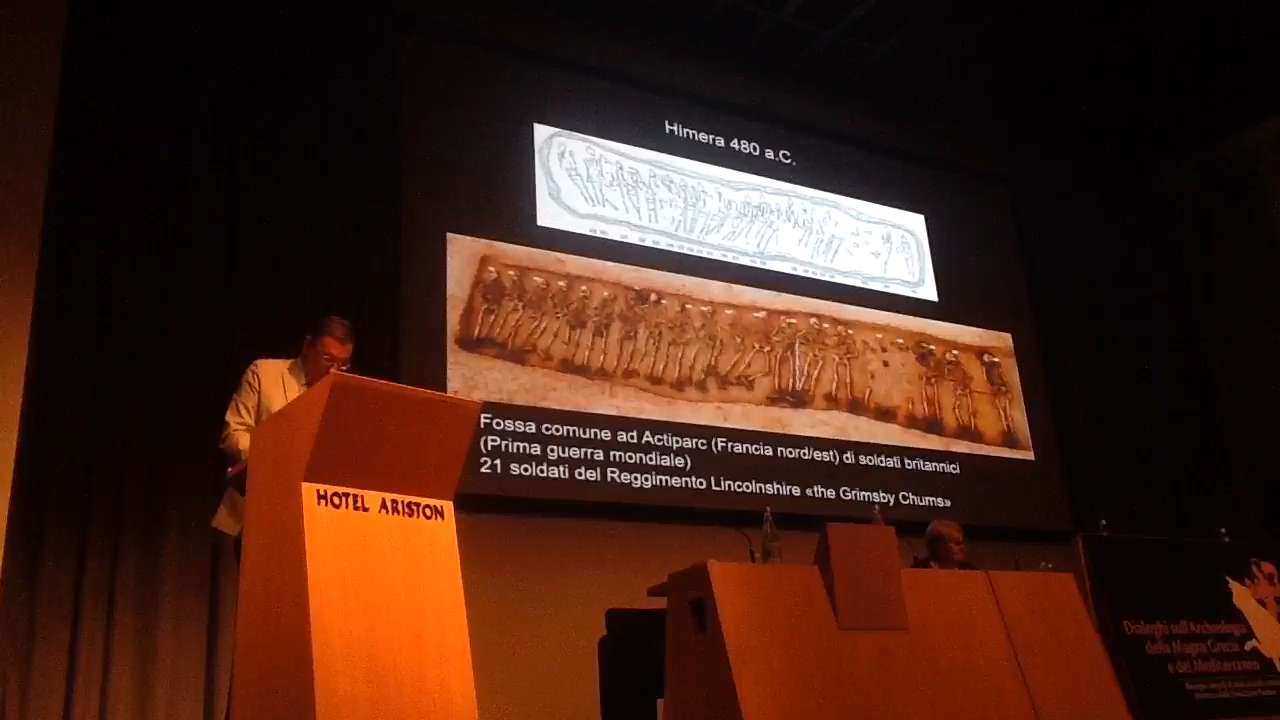 Himera 480 a.C.
Fossa comune ad Actiparc (Francia nord/est) di soldati britannici
(Prima guerra mondiale)
21 soldati del Reggimento Lincolnshire «the Grimsby Chums»
HOTEL ARISTON
Dialoghi sull'Archeologia
della Magna Grecia
e del Mediterraneo